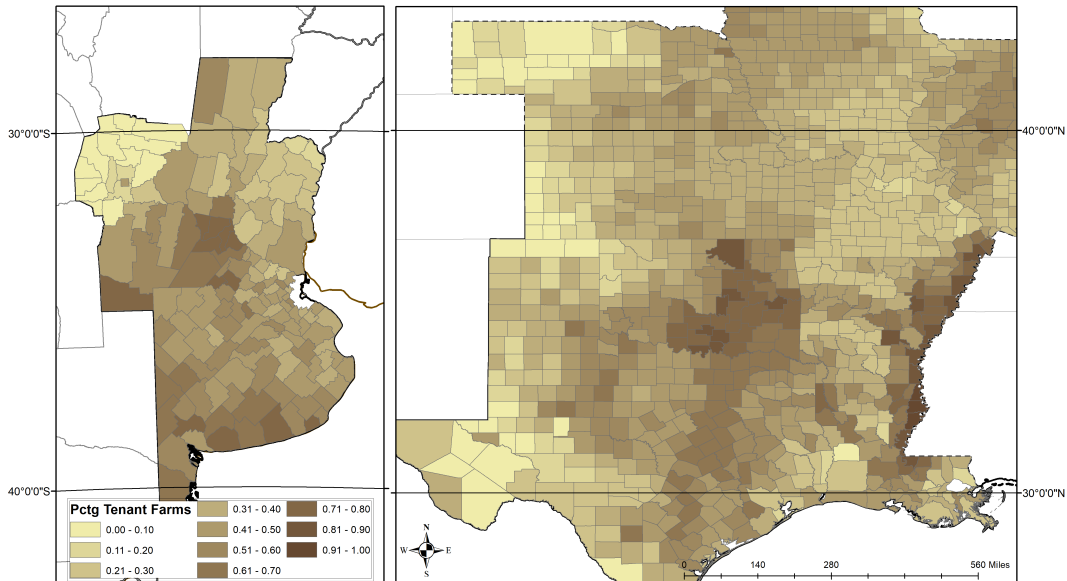 30°0'0"S
40°0'0"N
40°0'0"S
30°0'0"N
Pctg Tenant Farms
0.00 - 0.10
0.11 - 0.20
0.21 - 0.30
0.31 - 0.40
0.41 - 0.50
0.51 - 0.60
0.61 - 0.70
0.71 - 0.80
0.81 - 0.90
0.91 - 1.00
N
W E
S
0 140 280 560 Miles